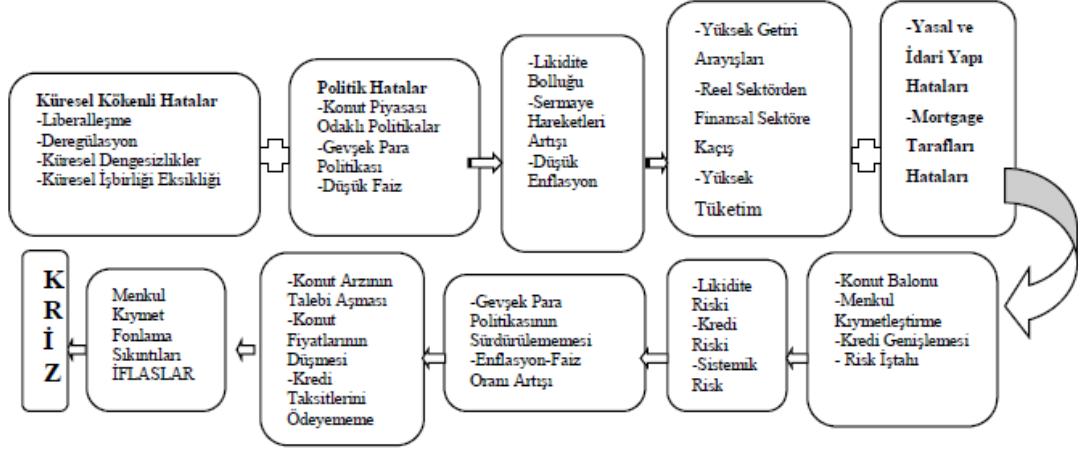 Küresel Kökenli Hatalar
-Liberalleşme
-Deregülasyon
-Küresel Dengesizlikler
-Küresel İşbirliği Eksikliği
Politik Hatalar
-Konut Piyasası
Odaklı Politikalar
-Gevşek Para
Politikası
-Düşük Faiz
-Likidite
Bolluğu
-Sermaye
Hareketleri
Artışı
-Düşük
Enflasyon
-Yüksek Getiri
Arayışları
-Reel Sektörden
Finansal Sektöre
Kaçış
-Yüksek
Tüketim
-Yasal ve
İdari Yapı
Hataları
-Mortgage
Tarafları
Hataları
-Konut Balonu
-Menkul
Kıymetleştirme
-Kredi Genişlemesi
- Risk İştahı
-Likidite
Riski
-Kredi
Riski
-Sistemik
Risk
-Gevşek Para
Politikasının
Sürdürülememesi
-Enflasyon-Faiz
Oranı Artışı
-Konut Arzının
Talebi Aşması
-Konut
Fiyatlarının
Düşmesi
-Kredi
Taksitlerini
Ödeyememe
Menkul
Kıymet
Fonlama
Sıkıntıları
İFLASLAR
K
R
İ
Z